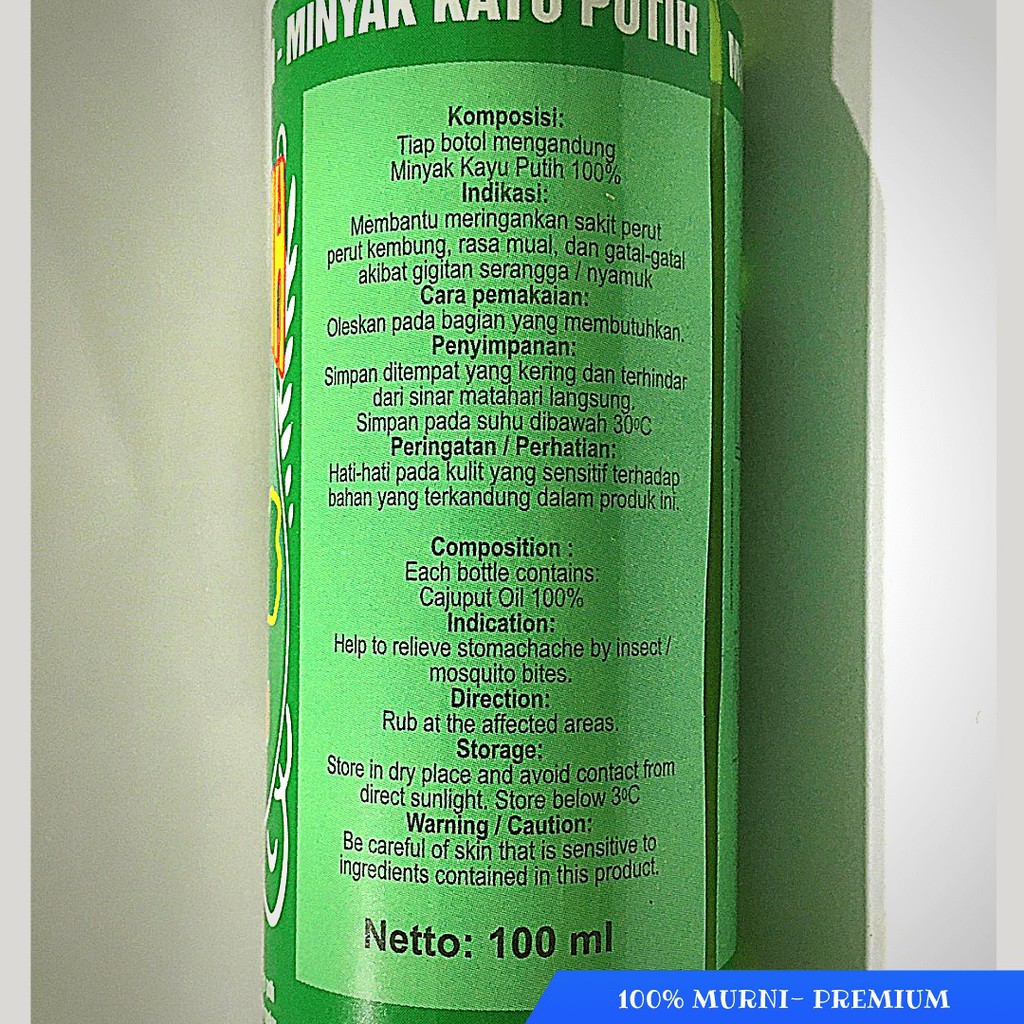 MINYAK KAYU PUTIH
Komposisi:
Tiap botol mengandung
Minyak Kayu Putih 100%
Indikasi:
Membantu meringankan sakit perut
perut kembung, rasa mual, dan gatal-gatal
akibat gigitan serangga / nyamuk
Cara pemakaian:
Oleskan pada bagian yang membutuhkan.
Penyimpanan:
Simpan ditempat yang kering dan terhindar
dari sinar matahari langsung.
Simpan pada suhu dibawah 30ºC
Peringatan / Perhatian:
Hati-hati pada kulit yang sensitif terhadap
bahan yang terkandung dalam produk ini.
Composition :
Each bottle contains:
Cajuput Oil 100%
Indication:
Help to relieve stomachache by insect /
mosquito bites.
Direction:
Rub at the affected areas.
Storage:
Store in dry place and avoid contact from
direct sunlight. Store below 3ºC
Warning / Caution:
Be careful of skin that is sensitive to
ingredients contained in this product.
Netto: 100 ml
100% MURNI- PREMIUM